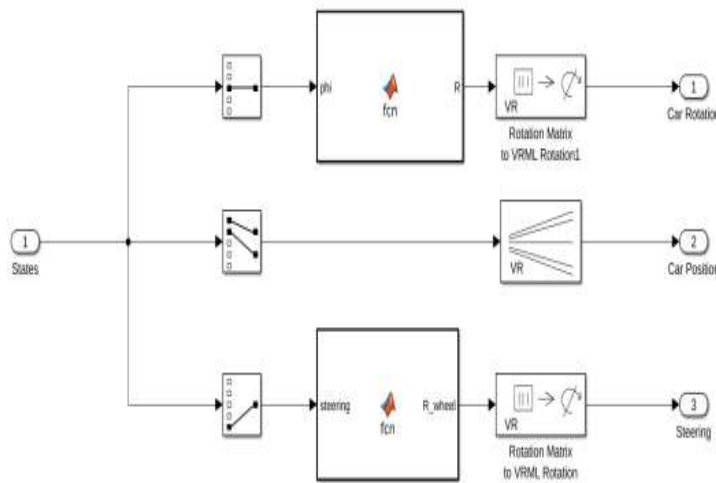 phi
R
fcn
VR
Rotation Matrix
to VRML Rotation1
1
Car Rotation
1
States
VR
2
Car Position
steering
R_wheel
fcn
VR
Rotation Matrix
to VRML Rotation
3
Steering